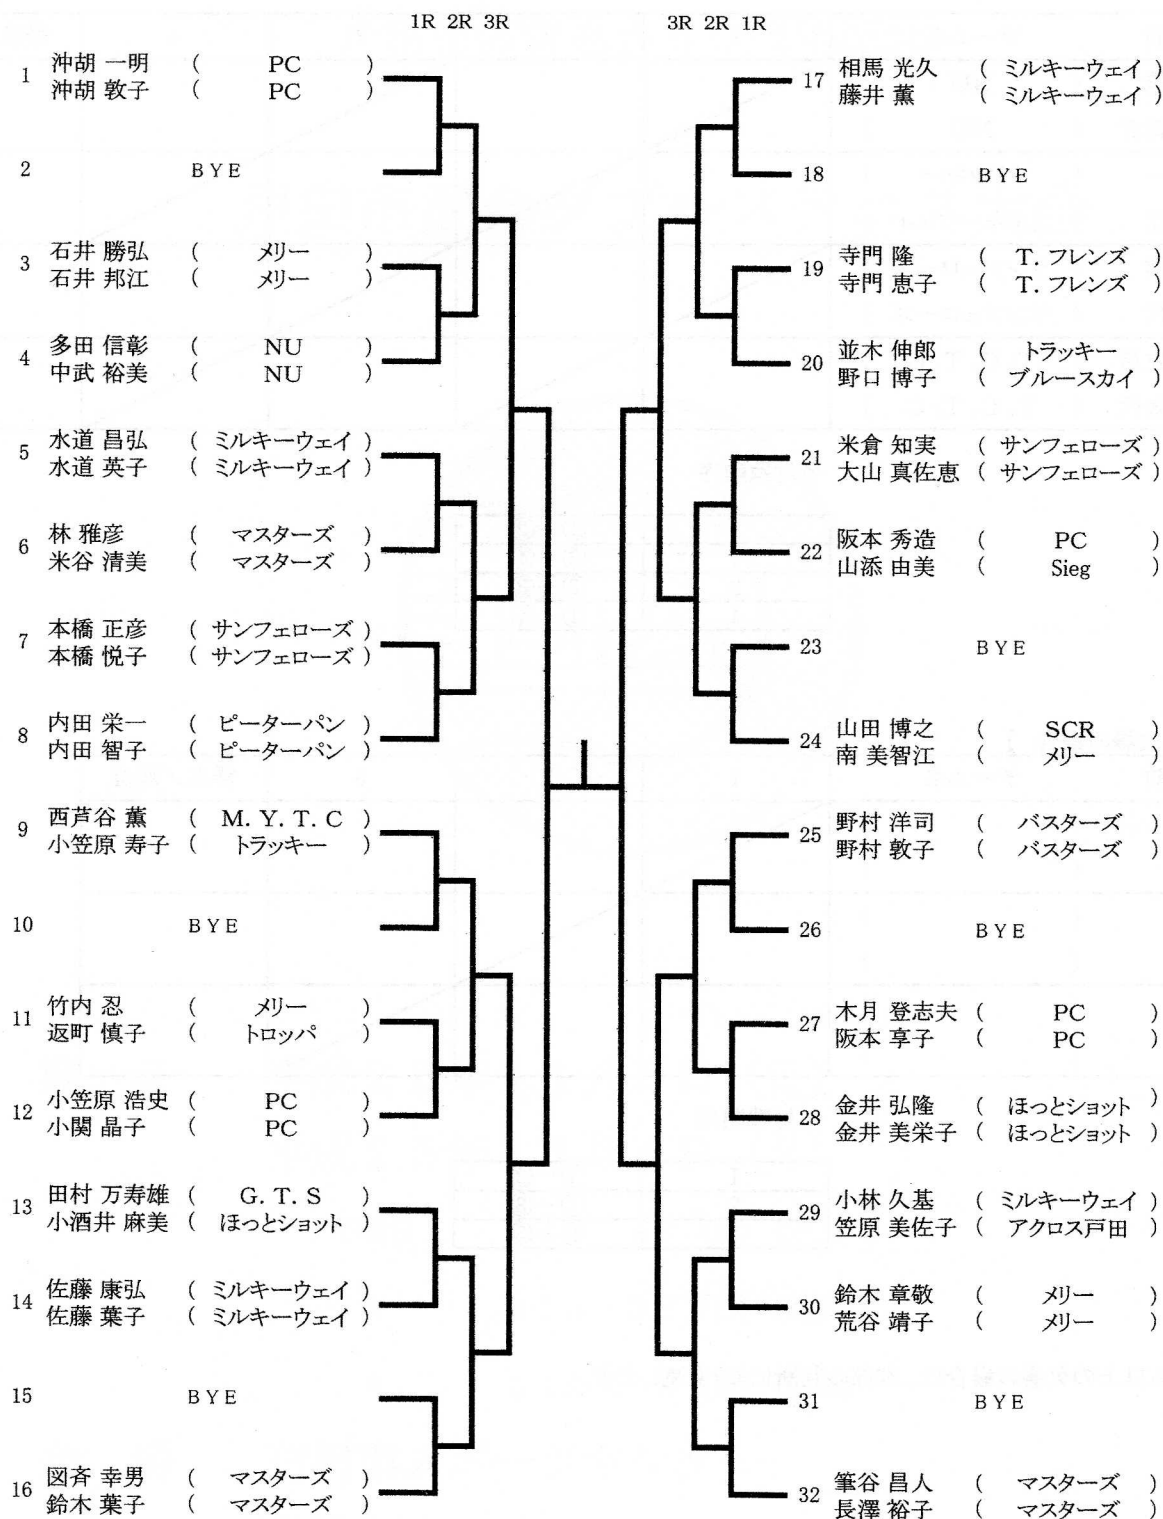 1R 2R 3R
3R 2R 1R
1 沖胡 一明 ( PC )
沖胡 敦子 ( PC )
2 BYE
3 石井 勝弘 ( メリー )
石井 邦江 ( メリー )
4 多田 信彰 ( NU )
中武 裕美 ( NU )
5 水道 昌弘 ( ミルキーウェイ )
水道 英子 ( ミルキーウェイ )
6 林 雅彦 ( マスターズ )
米谷 清美 ( マスターズ )
7 本橋 正彦 ( サンフェローズ )
本橋 悦子 ( サンフェローズ )
8 内田 栄一 ( ピーターパン )
内田 智子 ( ピーターパン )
9 西芦谷 薫 ( M. Y. T. C )
小笠原 寿子 ( トラッキー )
10 BYE
11 竹内 忍 ( メリー )
返町 慎子 ( トロッパ )
12 小笠原 浩史 ( PC )
小関 晶子 ( PC )
13 田村 万寿雄 ( G. T. S )
小酒井 麻美 ( ほっとショット )
14 佐藤 康弘 ( ミルキーウェイ )
佐藤 葉子 ( ミルキーウェイ )
15 BYE
16 図斉 幸男 ( マスターズ )
鈴木 葉子 ( マスターズ )
17 相馬 光久 ( ミルキーウェイ )
藤井 薫 ( ミルキーウェイ )
18 BYE
19 寺門 隆 ( T. フレンズ )
寺門 恵子 ( T. フレンズ )
20 並木 伸郎 ( トラッキー )
野口 博子 ( ブルースカイ )
21 米倉 知実 ( サンフェローズ )
大山 真佐恵 ( サンフェローズ )
22 阪本 秀造 ( PC )
山添 由美 ( Sieg )
23 BYE
24 山田 博之 ( SCR )
南 美智江 ( メリー )
25 野村 洋司 ( バスターズ )
野村 敦子 ( バスターズ )
26 BYE
27 木月 登志夫 ( PC )
阪本 享子 ( PC )
28 金井 弘隆 ( ほっとショット )
金井 美栄子 ( ほっとショット )
29 小林 久基 ( ミルキーウェイ )
笠原 美佐子 ( アクロス戸田 )
30 鈴木 章敬 ( メリー )
荒谷 靖子 ( メリー )
31 BYE
32 筆谷 昌人 ( マスターズ )
長澤 裕子 ( マスターズ )